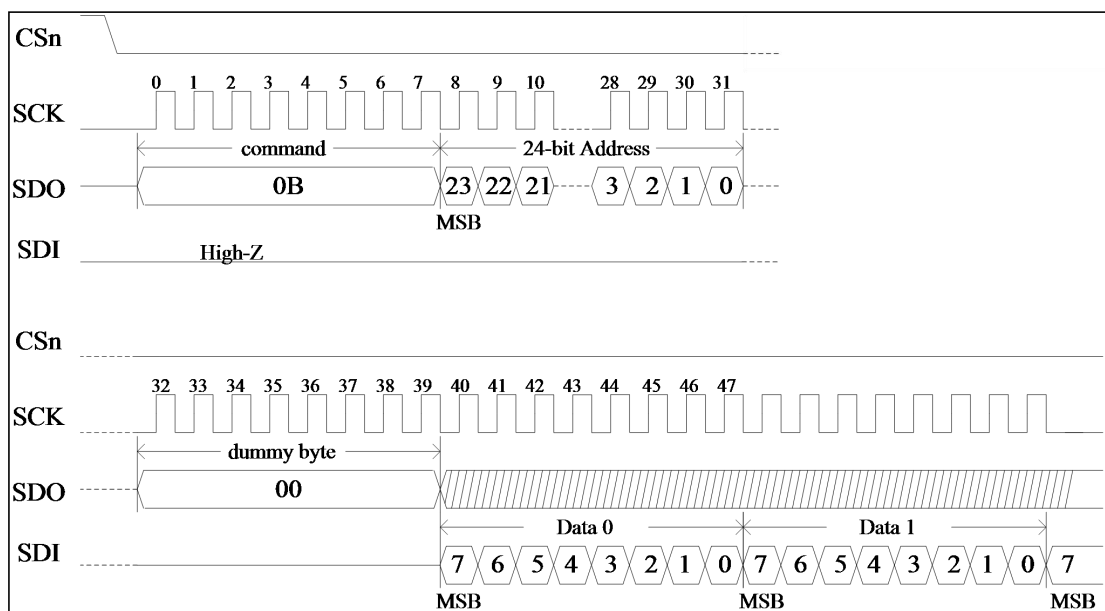 CSn
0 1 2 3 4 5 6 7 8 9 10 28 29 30 31
SCK
command 24-bit Address
SDO 0B 23 22 21 3 2 1 0
MSB
SDI High-Z
CSn
32 33 34 35 36 37 38 39 40 41 42 43 44 45 46 47
SCK
dummy byte
SDO 00
Data 0 Data 1
SDI 7 6 5 4 3 2 1 0 7 6 5 4 3 2 1 0 7
MSB MSB MSB